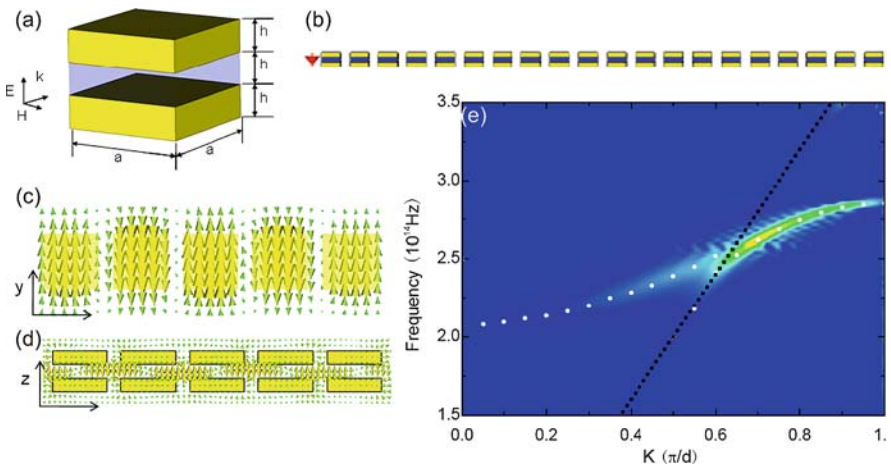 (a)
h
h
h
E
k
H
a
a
(b)
(c)
y
(d)
z
(e)
3.5
3.0
2.5
2.0
1.5
Frequency (10¹⁴Hz)
0.0 0.2 0.4 0.6 0.8 1.
K (π/d)